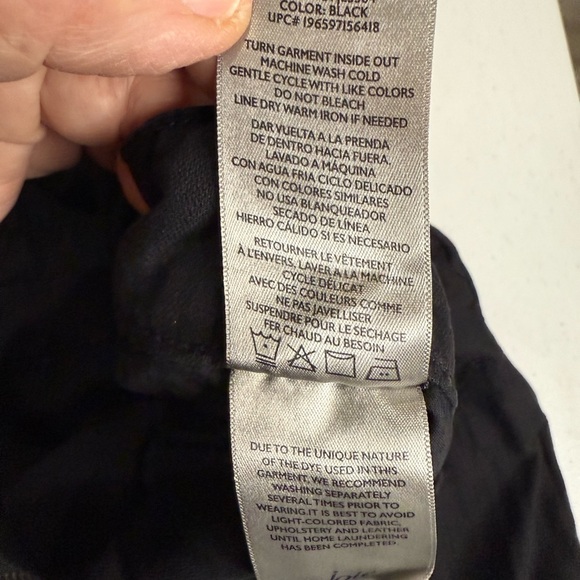 COLOR: BLACK
UPC# 196597156418
TURN GARMENT INSIDE OUT
MACHINE WASH COLD
GENTLE CYCLE WITH LIKE COLORS
DO NOT BLEACH
LINE DRY WARM IRON IF NEEDED
DAR VUELTA A LA PRENDA
DE DENTRO HACIA FUERA.
LAVADO A MÁQUINA
CON AGUA FRIA CICLO DELICADO
CON COLORES SIMILARES
NO USA BLANQUEADOR
SECADO DE LÍNEA
HIERRO CÁLIDO SI ES NECESARIO
RETOURNER LE VÊTEMENT
À L'ENVERS, LAVER A LA MACHINE
CYCLE DÉLICAT
AVEC DES COULEURS COMME
NE PAS JAVELLISER
SUSPENDRE POUR LE SÉCHAGE
FER CHAUD AU BESOIN
DUE TO THE UNIQUE NATURE
OF THE DYE USED IN THIS
GARMENT, WE RECOMMEND
WASHING SEPARATELY
SEVERAL TIMES PRIOR TO
WEARING. IT IS BEST TO AVOID
LIGHT-COLORED FABRIC,
UPHOLSTERY AND LEATHER
UNTIL HOME LAUNDERING
HAS BEEN COMPLETED.